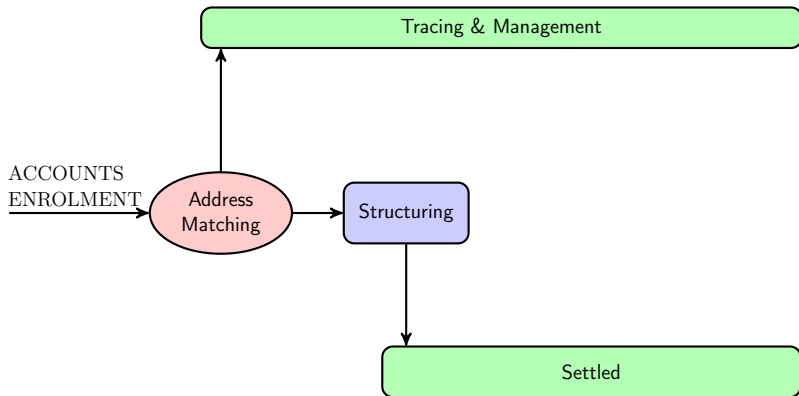 Tracing & Management
ACCOUNTS
ENROLMENT
Address
Matching
Structuring
Settled